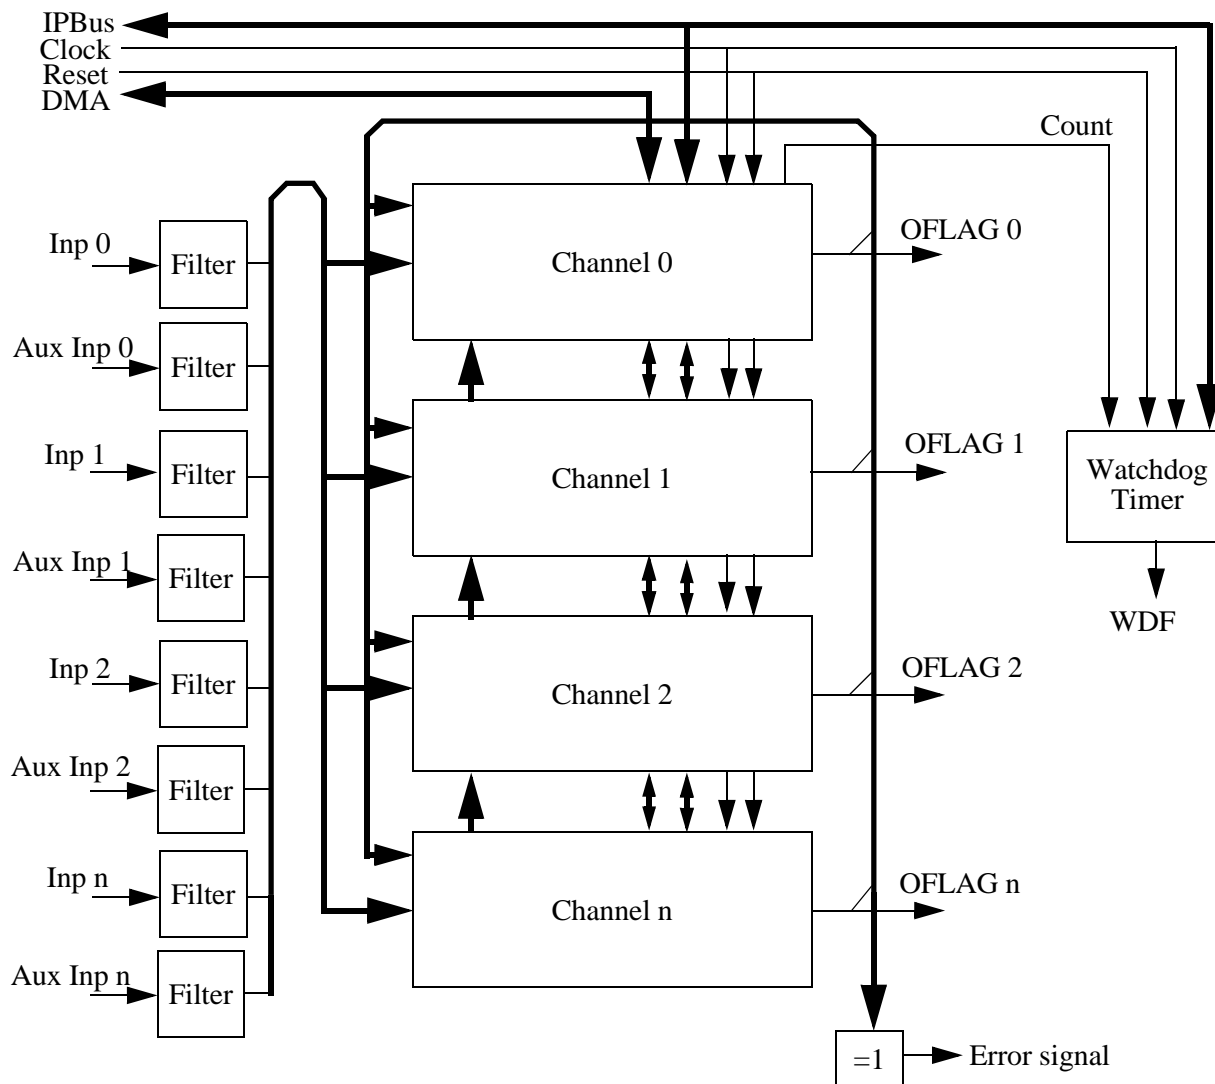 IPBus
Clock
Reset
DMA
Count
Inp 0
Filter
Channel 0
OFLAG 0
Aux Inp 0
Filter
Inp 1
Filter
Channel 1
OFLAG 1
Watchdog
Timer
Aux Inp 1
Filter
WDF
Inp 2
Filter
Channel 2
OFLAG 2
Aux Inp 2
Filter
Inp n
Filter
Channel n
OFLAG n
Aux Inp n
Filter
=1
Error signal